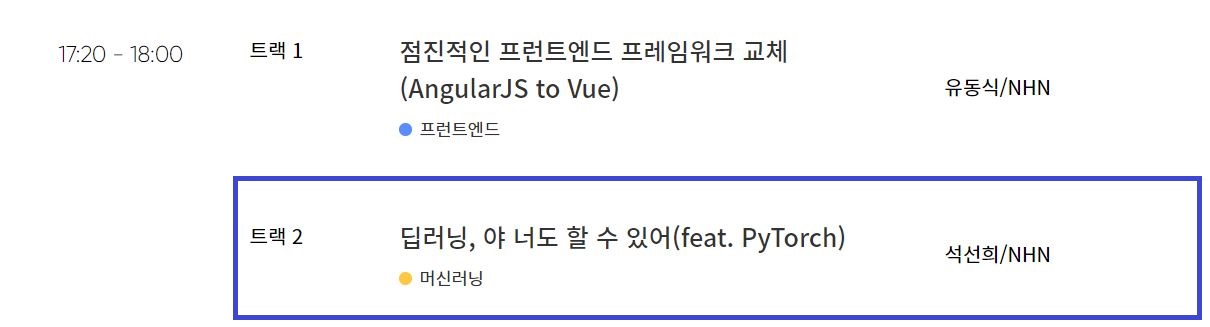 17:20 - 18:00
트랙 1
점진적인 프런트엔드 프레임워크 교체
(AngularJS to Vue)
프런트엔드
유동식/NHN
트랙 2
딥러닝, 야 너도 할 수 있어(feat. PyTorch)
머신러닝
석선희/NHN